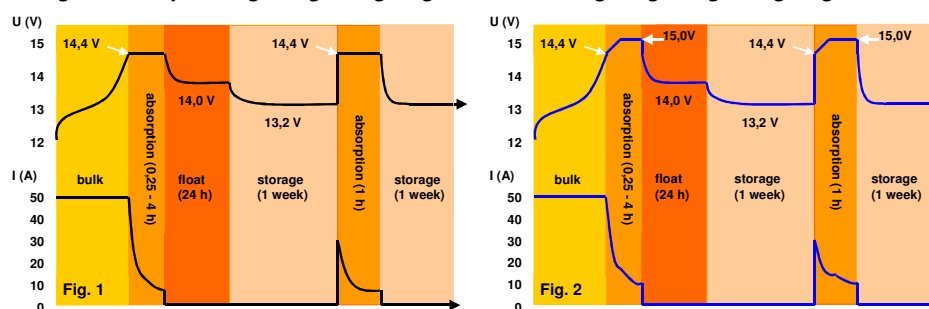 U (V)
15
14,4 V
14,4 V
14
14,0 V
13
13,2 V
12
absorption (0,25 - 4 h)
absorption (1 h)
I (A)
bulk
float
(24 h)
storage
(1 week)
storage
(1 week)
50
40
30
20
10
0
Fig. 1
U (V)
15
14,4 V
15,0V
14,4 V
15,0V
14
14,0 V
13
13,2 V
12
absorption (0,25 - 4 h)
absorption (1 h)
I (A)
bulk
float
(24 h)
storage
(1 week)
storage
(1 week)
50
40
30
20
10
0
Fig. 2